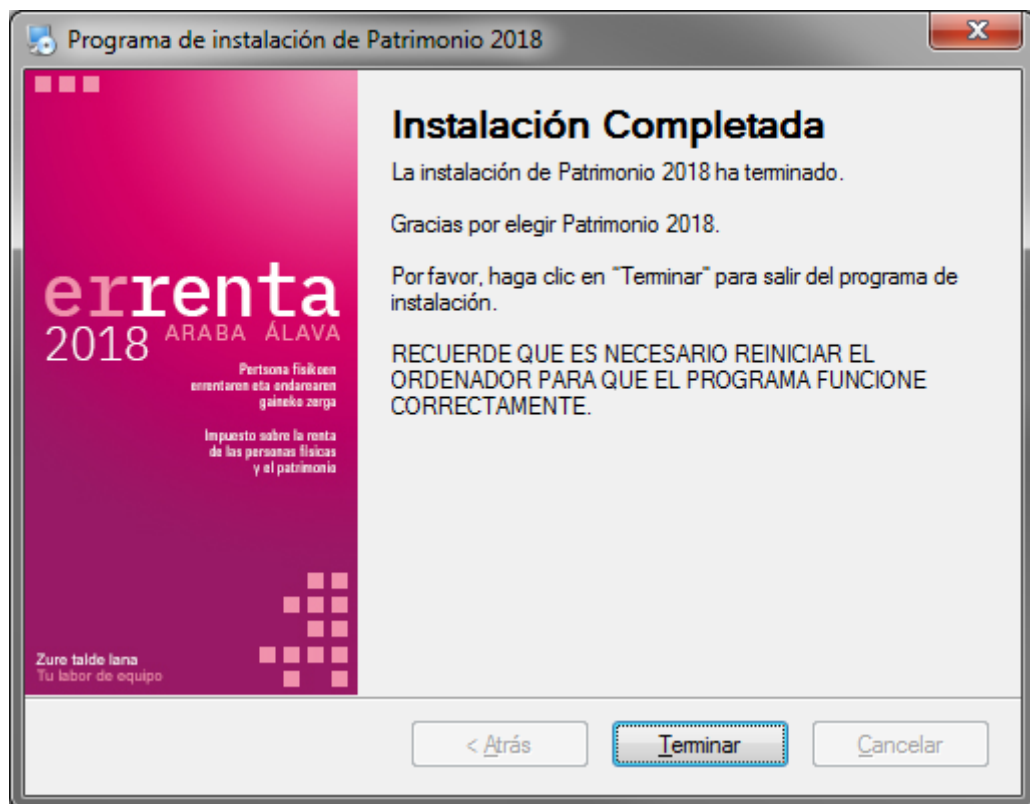 Programa de instalación de Patrimonio 2018
errenta
2018 ARABA ÁLAVA
Pertsona fisikoen
errentaren eta ondarearen
gaineko zerga
Impuesto sobre la renta
de las personas físicas
y el patrimonio
Zure talde lana
Tu labor de equipo
Instalación Completada
La instalación de Patrimonio 2018 ha terminado.
Gracias por elegir Patrimonio 2018.
Por favor, haga clic en "Terminar" para salir del programa de
instalación.
RECUERDE QUE ES NECESARIO REINICIAR EL
ORDENADOR PARA QUE EL PROGRAMA FUNCIONE
CORRECTAMENTE.
< Atrás
Terminar
Cancelar